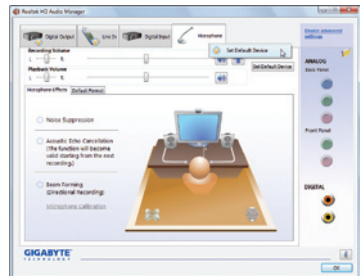 Realtek HD Audio Manager
Digital Output
Line In
Digital Input
Microphone
Device advanced settings
Set Default Device
Recording Volume
L
R
Set Default Device
Playback Volume
L
R
ANALOG
Back Panel
Microphone Effects
Default Format
Noise Suppression
Acoustic Echo Cancellation
(The function will become
valid starting from the next
recording.)
Front Panel
Beam Forming
(Directional Recording)
Microphone Calibration
DIGITAL
GIGABYTE
TECHNOLOGY
OK